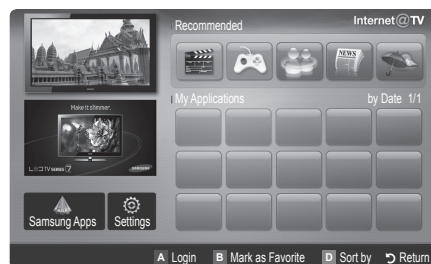 Recommended
Internet@TV
NEWS
My Applications by Date 1/1
Make it slimmer.
LED TV SERIES 7 SAMSUNG
Samsung Apps
Settings
A Login B Mark as Favorite D Sort by Return